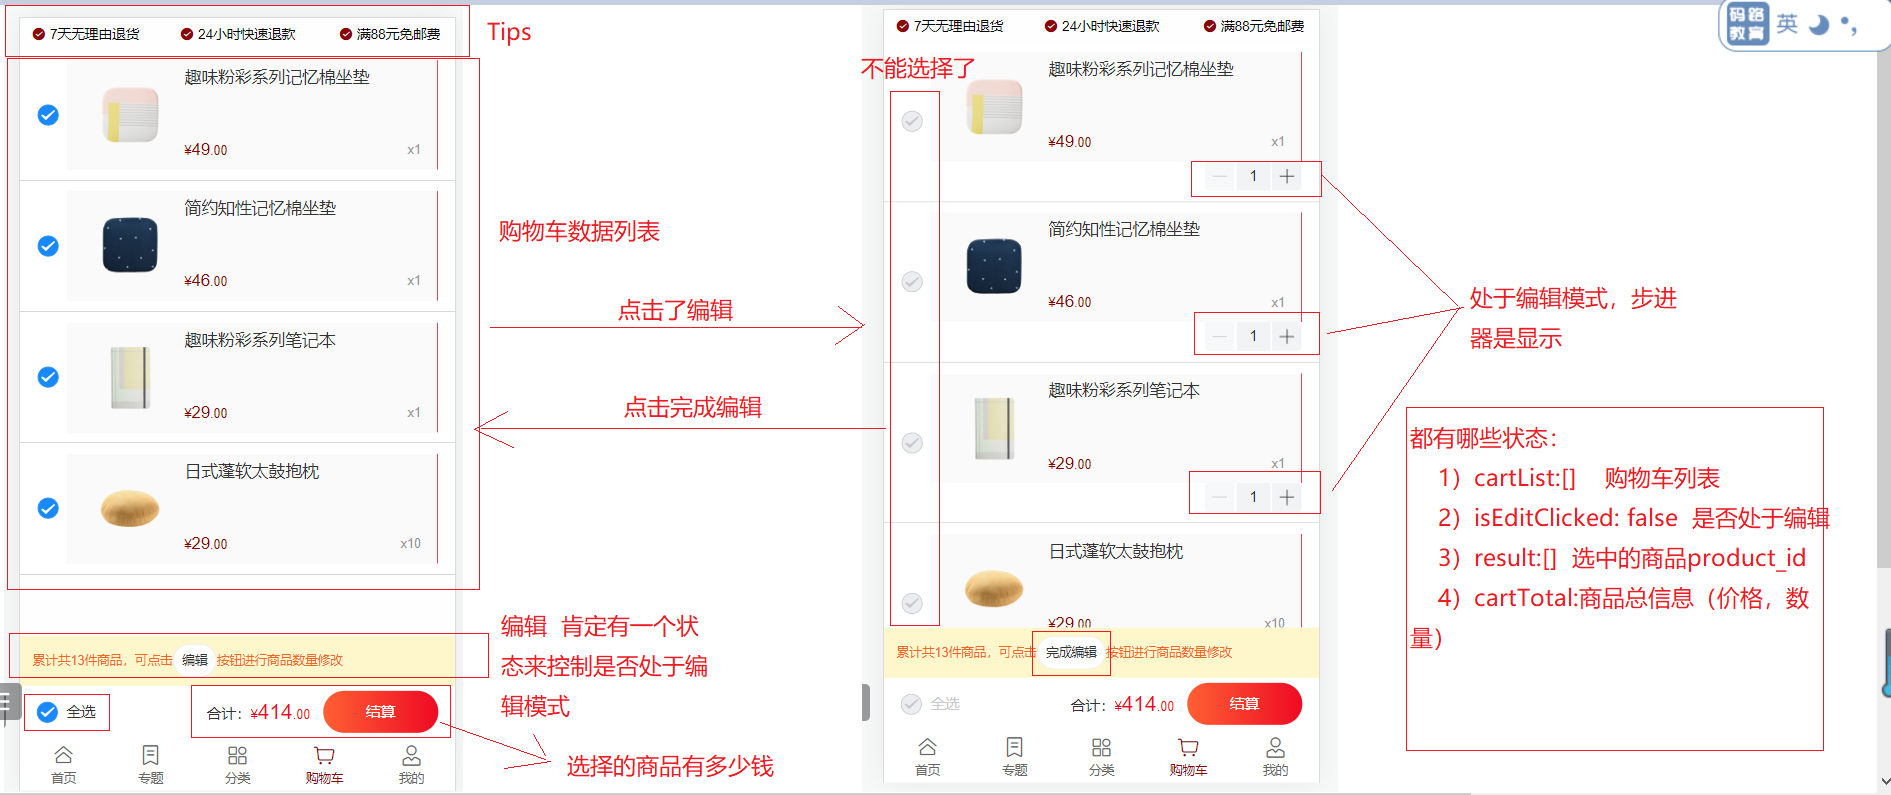 7天无理由退货 24小时快速退款 满88元免邮费
Tips
趣味粉彩系列记忆棉坐垫
¥49.00 x1
简约知性记忆棉坐垫
¥46.00 x1
趣味粉彩系列笔记本
¥29.00 x1
日式蓬软太鼓抱枕
¥29.00 x10
累计共13件商品，可点击 编辑 按钮进行商品数量修改
全选 合计：¥414.00 结算
首页 专题 分类 购物车 我的
购物车数据列表
点击了编辑
点击完成编辑
编辑 肯定有一个状
态来控制是否处于编
辑模式
选择的商品有多少钱
7天无理由退货 24小时快速退款 满88元免邮费
不能选择了
趣味粉彩系列记忆棉坐垫
¥49.00 x1
1
简约知性记忆棉坐垫
¥46.00 x1
1
趣味粉彩系列笔记本
¥29.00 x1
1
日式蓬软太鼓抱枕
¥29.00 x10
累计共13件商品，可点击 完成编辑 按钮进行商品数量修改
全选 合计：¥414.00 结算
首页 专题 分类 购物车 我的
码路
教育
英
处于编辑模式，步进
器是显示
都有哪些状态：
1）cartList:[] 购物车列表
2）isEditClicked: false 是否处于编辑
3）result:[] 选中的商品product_id
4）cartTotal:商品总信息（价格，数
量）